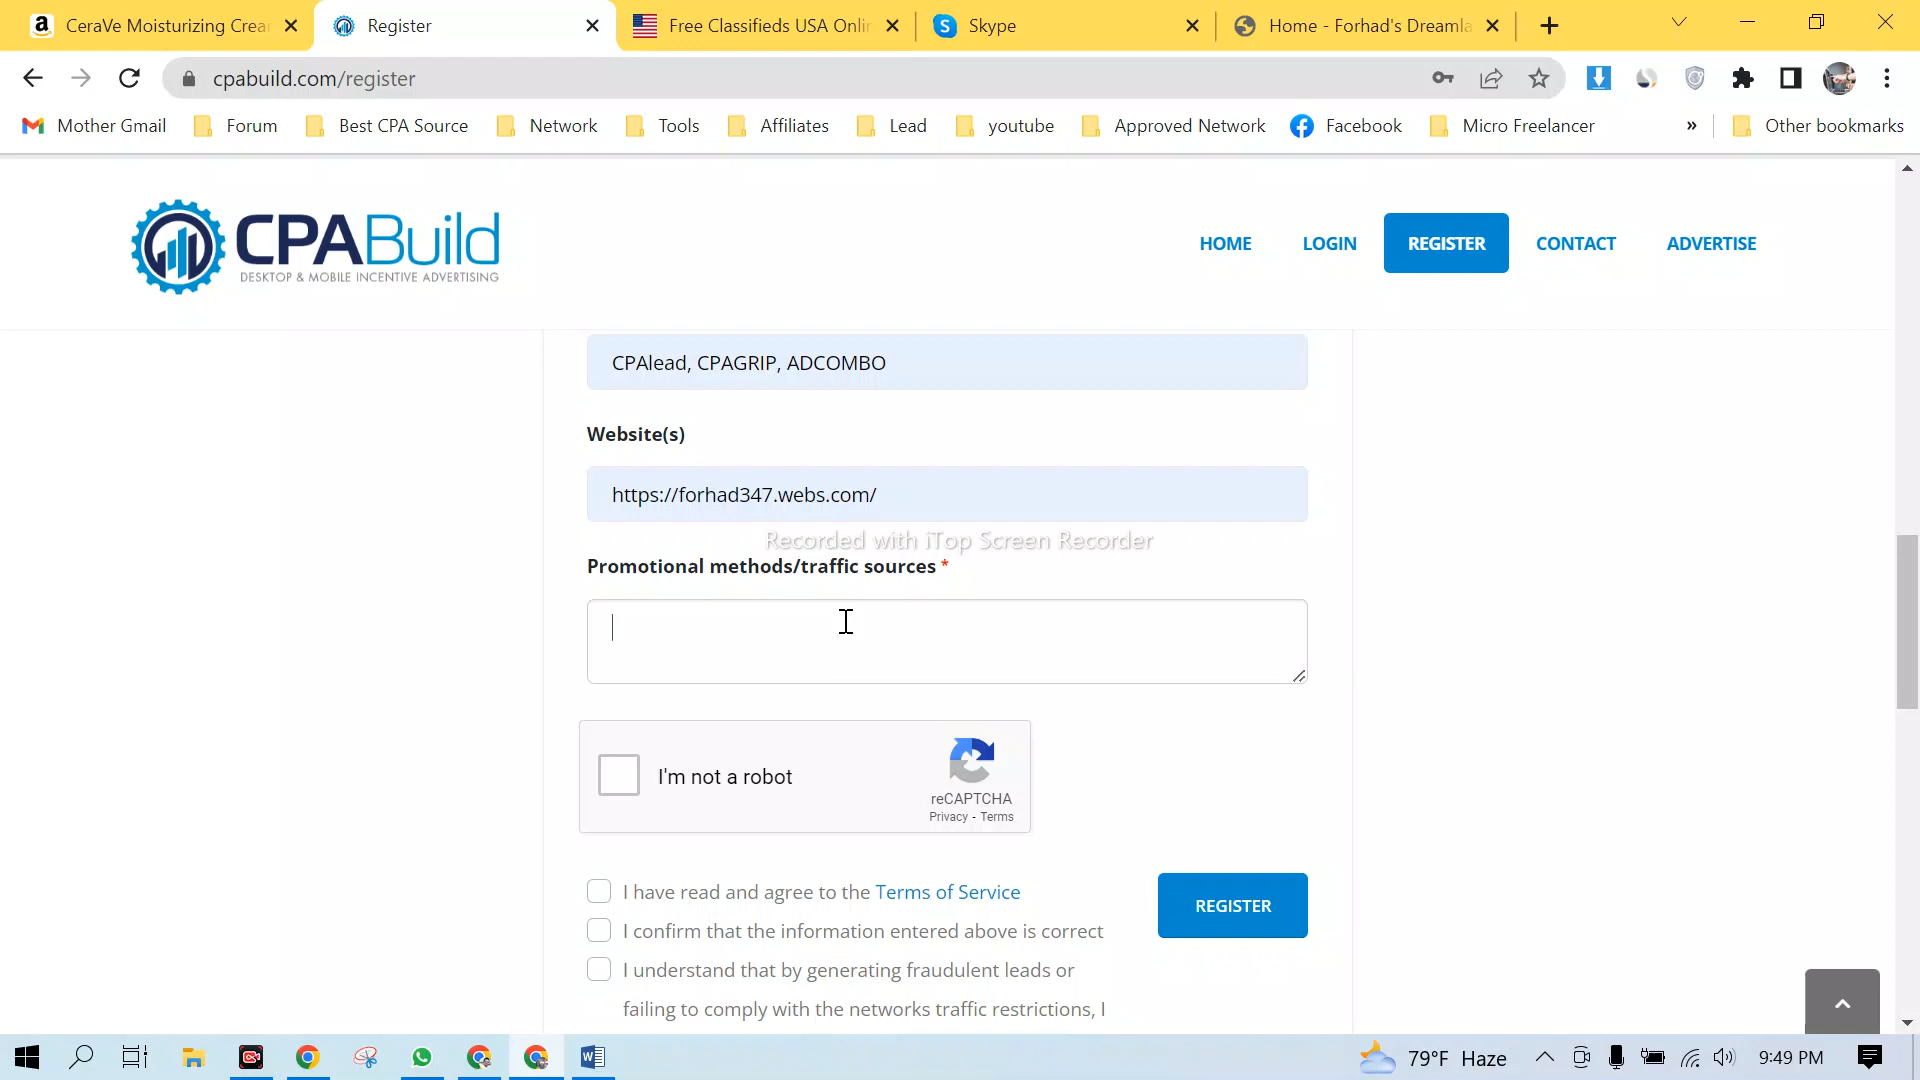 CeraVe Moisturizing Crea
Register
Free Classifieds USA Onli
Skype
Home - Forhad's Dreamla
cpabuild.com/register
Mother Gmail
Forum
Best CPA Source
Network
Tools
Affiliates
Lead
youtube
Approved Network
Facebook
Micro Freelancer
»
Other bookmarks
CPABuild
DESKTOP & MOBILE INCENTIVE ADVERTISING
HOME
LOGIN
REGISTER
CONTACT
ADVERTISE
CPAlead, CPAGRIP, ADCOMBO
Website(s)
https://forhad347.webs.com/
Recorded with iTop Screen Recorder
Promotional methods/traffic sources *
I'm not a robot
reCAPTCHA
Privacy - Terms
I have read and agree to the Terms of Service
I confirm that the information entered above is correct
I understand that by generating fraudulent leads or
failing to comply with the networks traffic restrictions, I
REGISTER
79°F Haze
9:49 PM